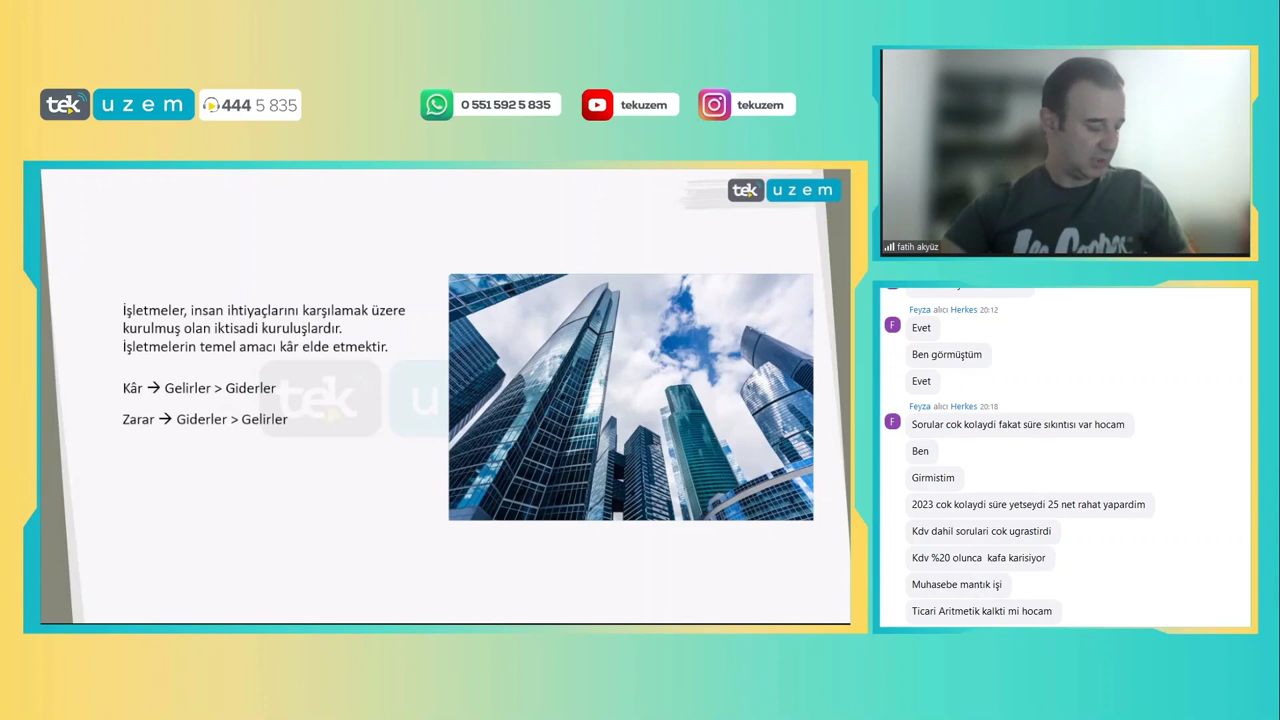 tek uzem 444 5 835
0 551 592 5 835
tekuzem
tekuzem
tek uzem
İşletmeler, insan ihtiyaçlarını karşılamak üzere
kurulmuş olan iktisadi kuruluşlardır.
İşletmelerin temel amacı kâr elde etmektir.
Kâr → Gelirler > Giderler
Zarar → Giderler > Gelirler
tek u
fatih akyüz
Feyza alıcı Herkes 20:12
F
Evet
Ben görmüştüm
Evet
Feyza alıcı Herkes 20:18
F
Sorular cok kolaydi fakat süre sıkıntısı var hocam
Ben
Girmistim
2023 cok kolaydi süre yetseydi 25 net rahat yapardim
Kdv dahil sorulari cok ugrastirdi
Kdv %20 olunca kafa karisiyor
Muhasebe mantık işi
Ticari Aritmetik kalkti mi hocam